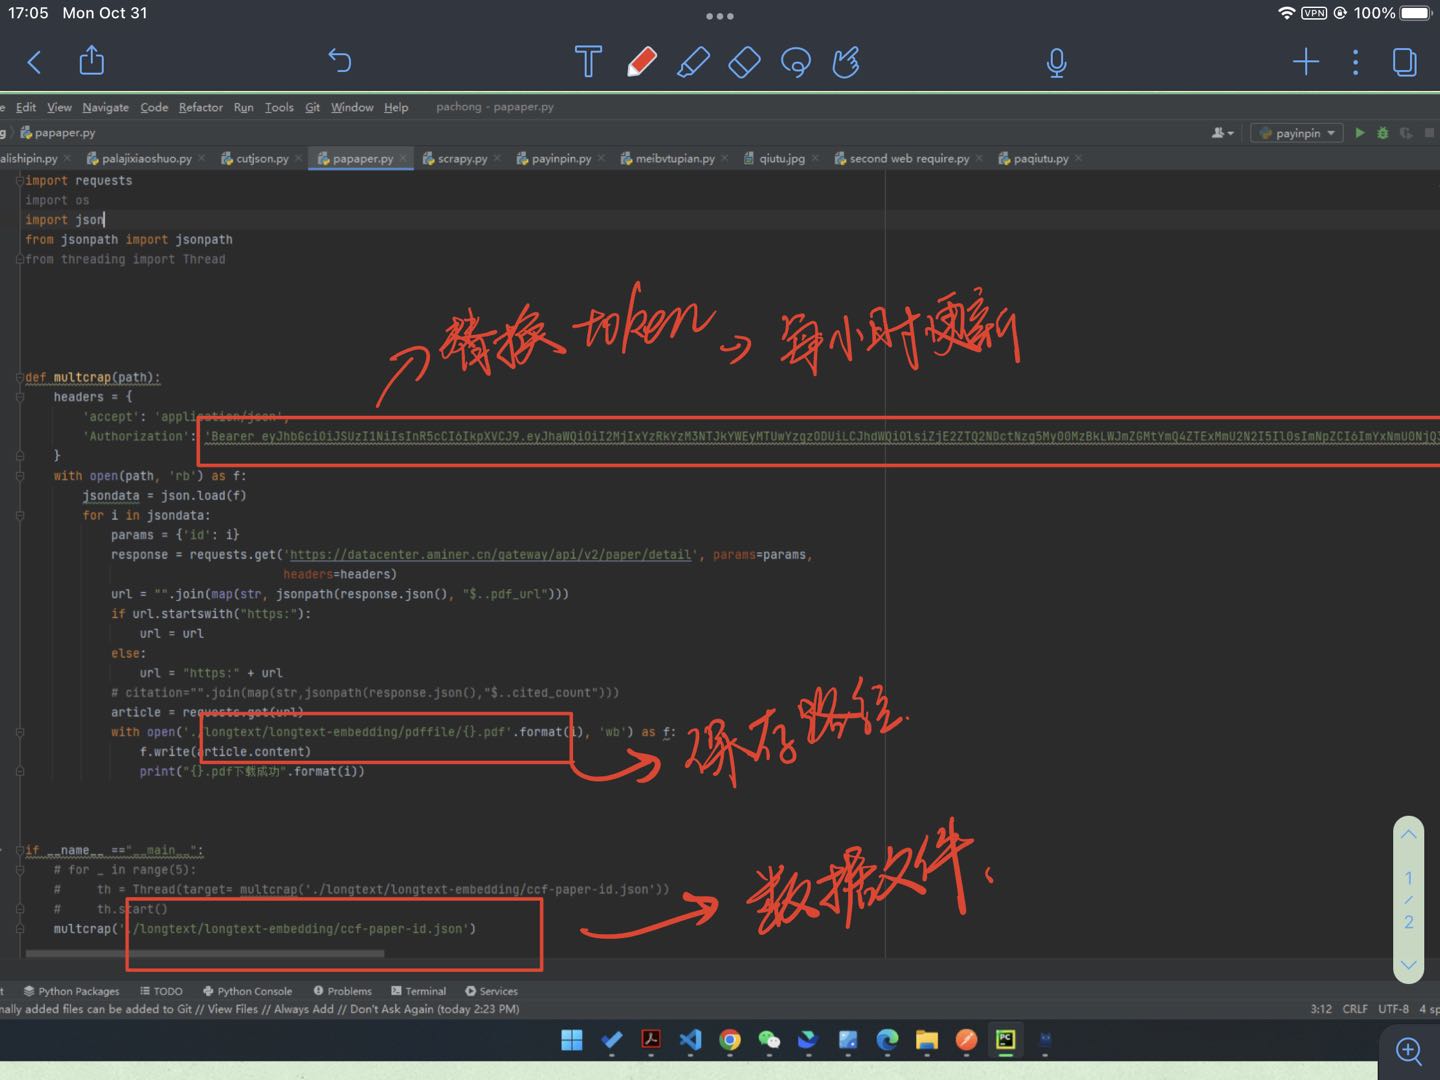 17:05 Mon Oct 31
VPN 100%
Edit View Navigate Code Refactor Run Tools Git Window Help pachong - papaper.py
papaper.py
payinpin
alishipin.py palajixiaoshuo.py cutjson.py papaper.py scrapy.py payinpin.py meibvtupian.py qiutu.jpg second web require.py paqiutu.py
import requests
import os
import json
from jsonpath import jsonpath
from threading import Thread
替换token → 每小时更新
def multcrap(path):
headers = {
'accept': 'application/json',
'Authorization': 'Bearer
}
with open(path, 'rb') as f:
jsondata = json.load(f)
for i in jsondata:
params = {'id': i}
response = requests.get('https://datacenter.aminer.cn/gateway/api/v2/paper/detail', params=params,
headers=headers)
url = "".join(map(str, jsonpath(response.json(), "$..pdf_url")))
if url.startswith("https:"):
url = url
else:
url = "https:" + url
# citation="".join(map(str,jsonpath(response.json(),"$..cited_count")))
article = requests.get(url)
with open('./longtext/longtext-embedding/pdffile/{}.pdf'.format(i), 'wb') as f:
f.write(article.content)
print("{}.pdf下载成功".format(i))
保存路径.
if __name__ =="__main__":
# for _ in range(5):
# th = Thread(target= multcrap('./longtext/longtext-embedding/ccf-paper-id.json'))
# th.start()
multcrap('./longtext/longtext-embedding/ccf-paper-id.json')
数据文件、
1
/
2
Python Packages TODO Python Console Problems Terminal Services
nally added files can be added to Git // View Files // Always Add // Don't Ask Again (today 2:23 PM)
3:12 CRLF UTF-8 4 sp
PC